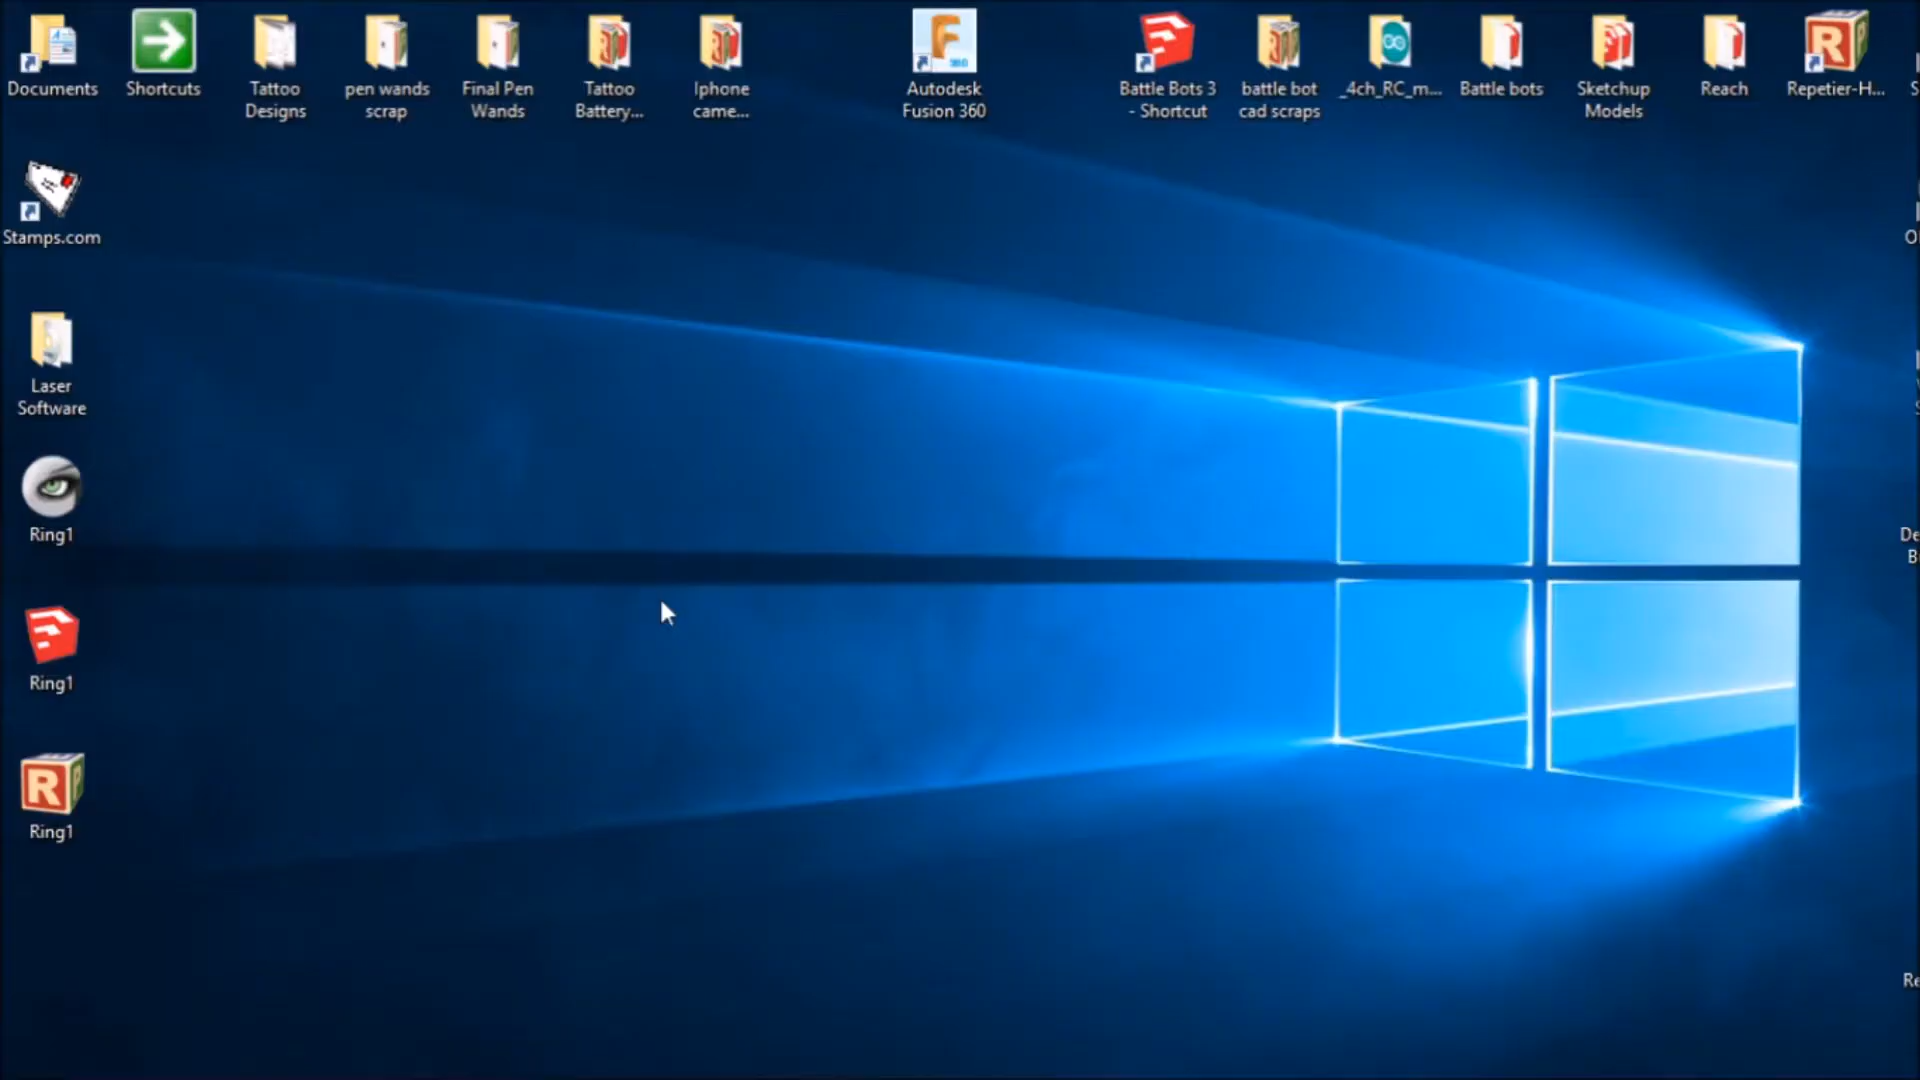 Documents
Shortcuts
Tattoo
Designs
pen wands
scrap
Final Pen
Wands
Tattoo
Battery...
Iphone
came...
Autodesk
Fusion 360
Battle Bots 3
- Shortcut
battle bot
cad scraps
_4ch_RC_m...
Battle bots
Sketchup
Models
Reach
Repetier-H...
Stamps.com
Laser
Software
Ring1
Ring1
Ring1